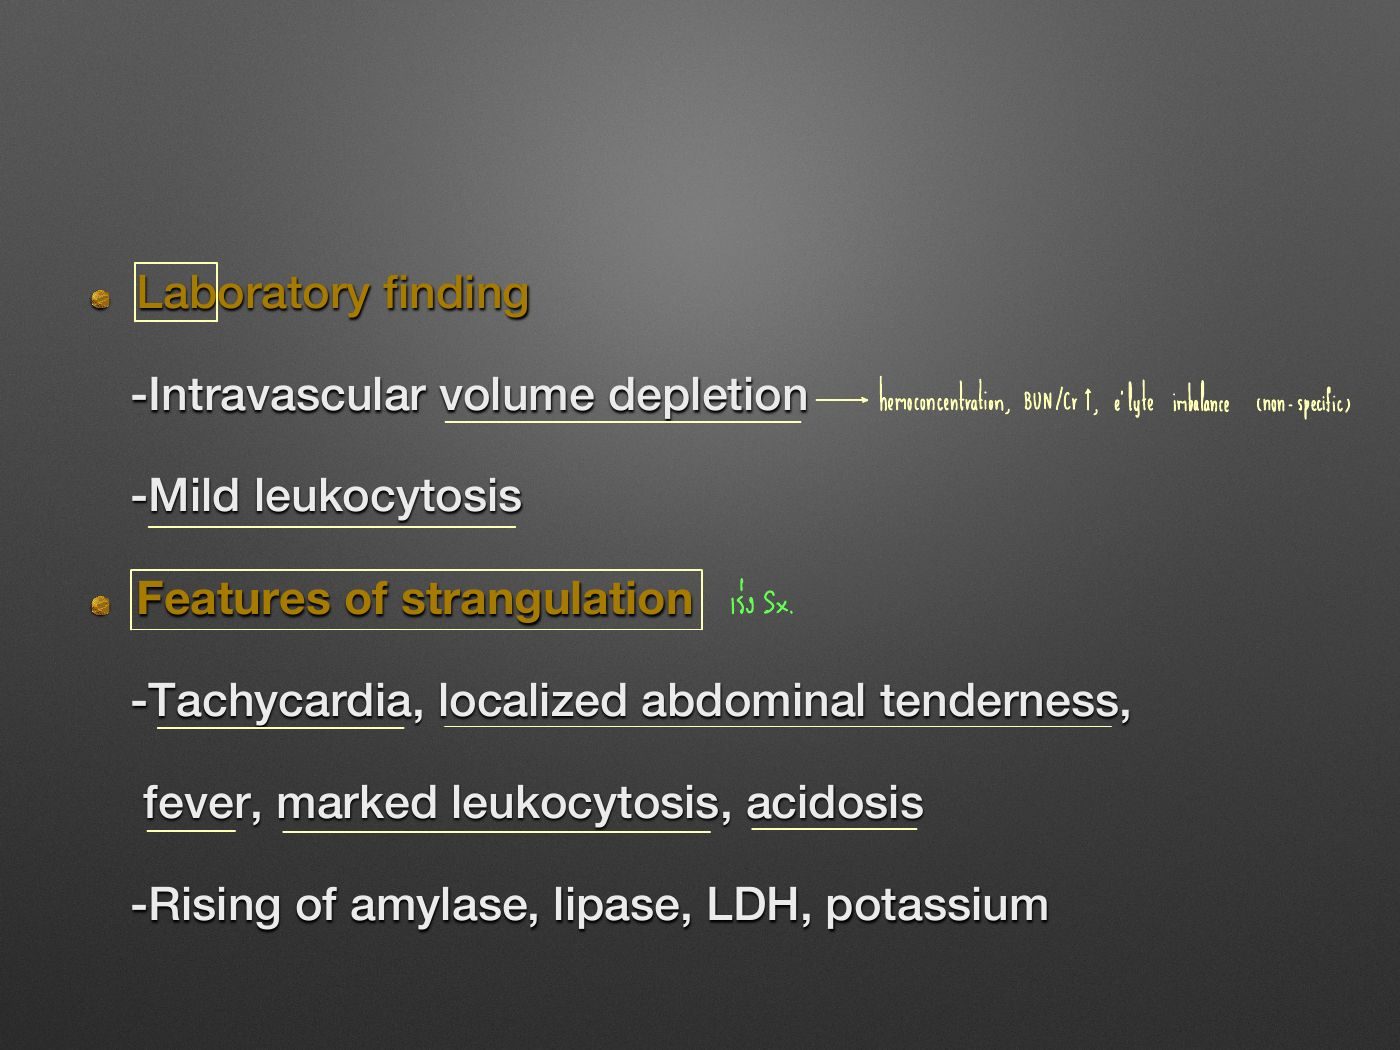 Laboratory finding
-Intravascular volume depletion → hemoconcentration, BUN/Cr ↑, e'lyte imbalance (non-specific)
-Mild leukocytosis
Features of strangulation เร่ง Sx.
-Tachycardia, localized abdominal tenderness,
fever, marked leukocytosis, acidosis
-Rising of amylase, lipase, LDH, potassium